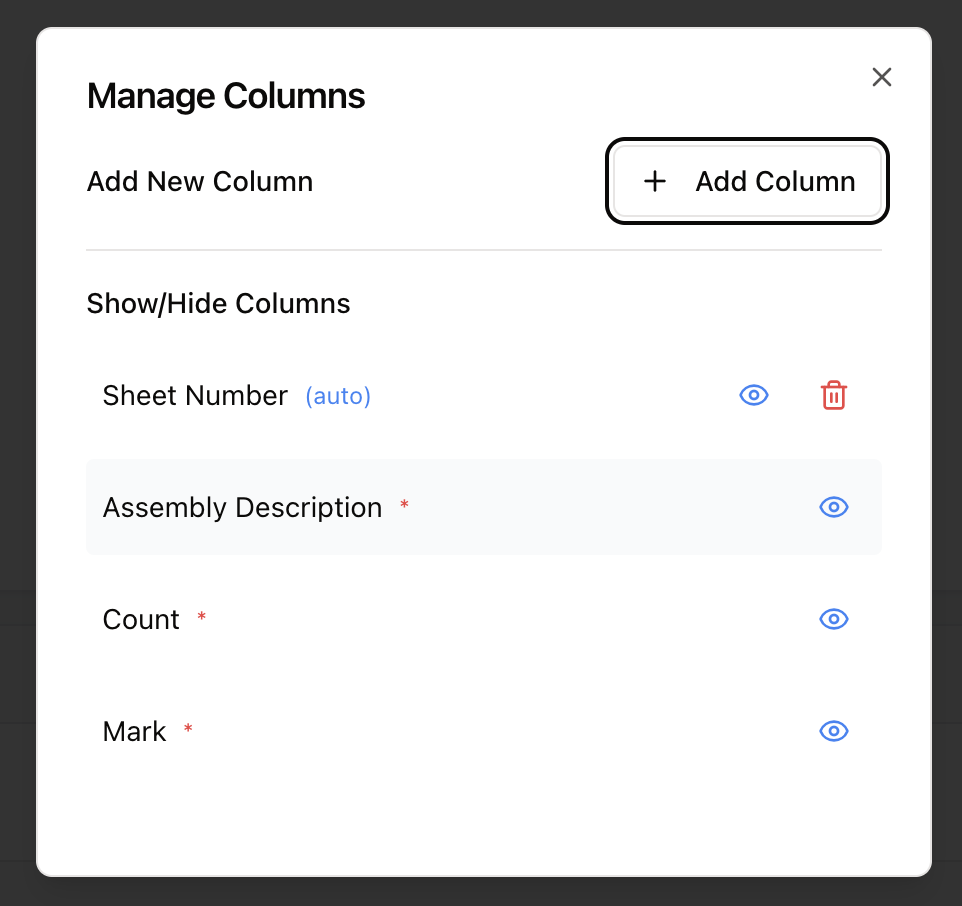 Manage Columns
Add New Column
+ Add Column
Show/Hide Columns
Sheet Number (auto)
Assembly Description *
Count *
Mark *